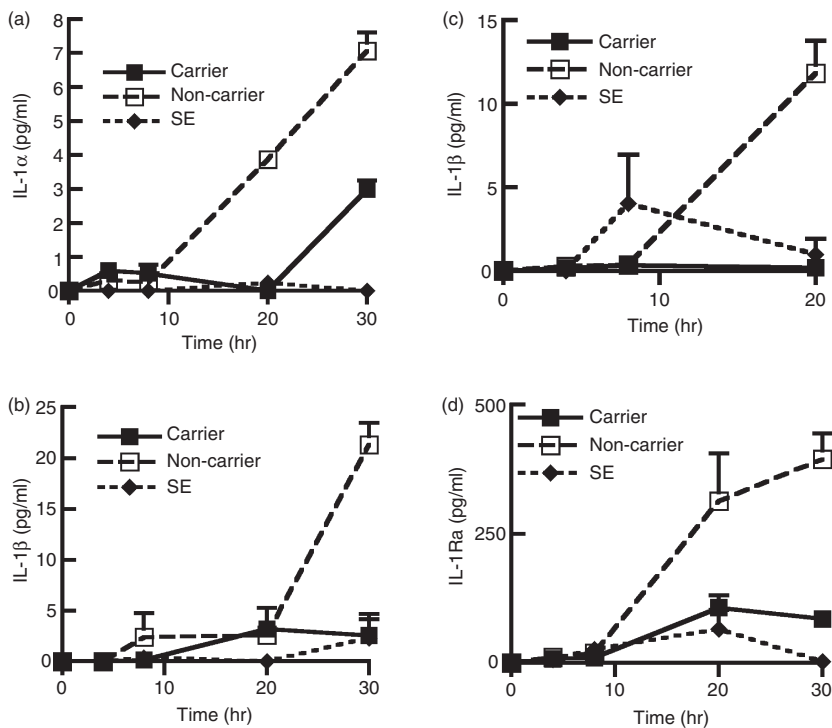 (a)
8
7
6
5
4
3
2
1
0
IL-1α (pg/ml)
Carrier
Non-carrier
SE
0 10 20 30
Time (hr)
(c)
15
10
5
0
IL-1β (pg/ml)
Carrier
Non-carrier
SE
0 10 20
Time (hr)
(b)
25
20
15
10
5
0
IL-1β (pg/ml)
Carrier
Non-carrier
SE
0 10 20 30
Time (hr)
(d)
500
250
0
IL-1Ra (pg/ml)
Carrier
Non-carrier
SE
0 10 20 30
Time (hr)